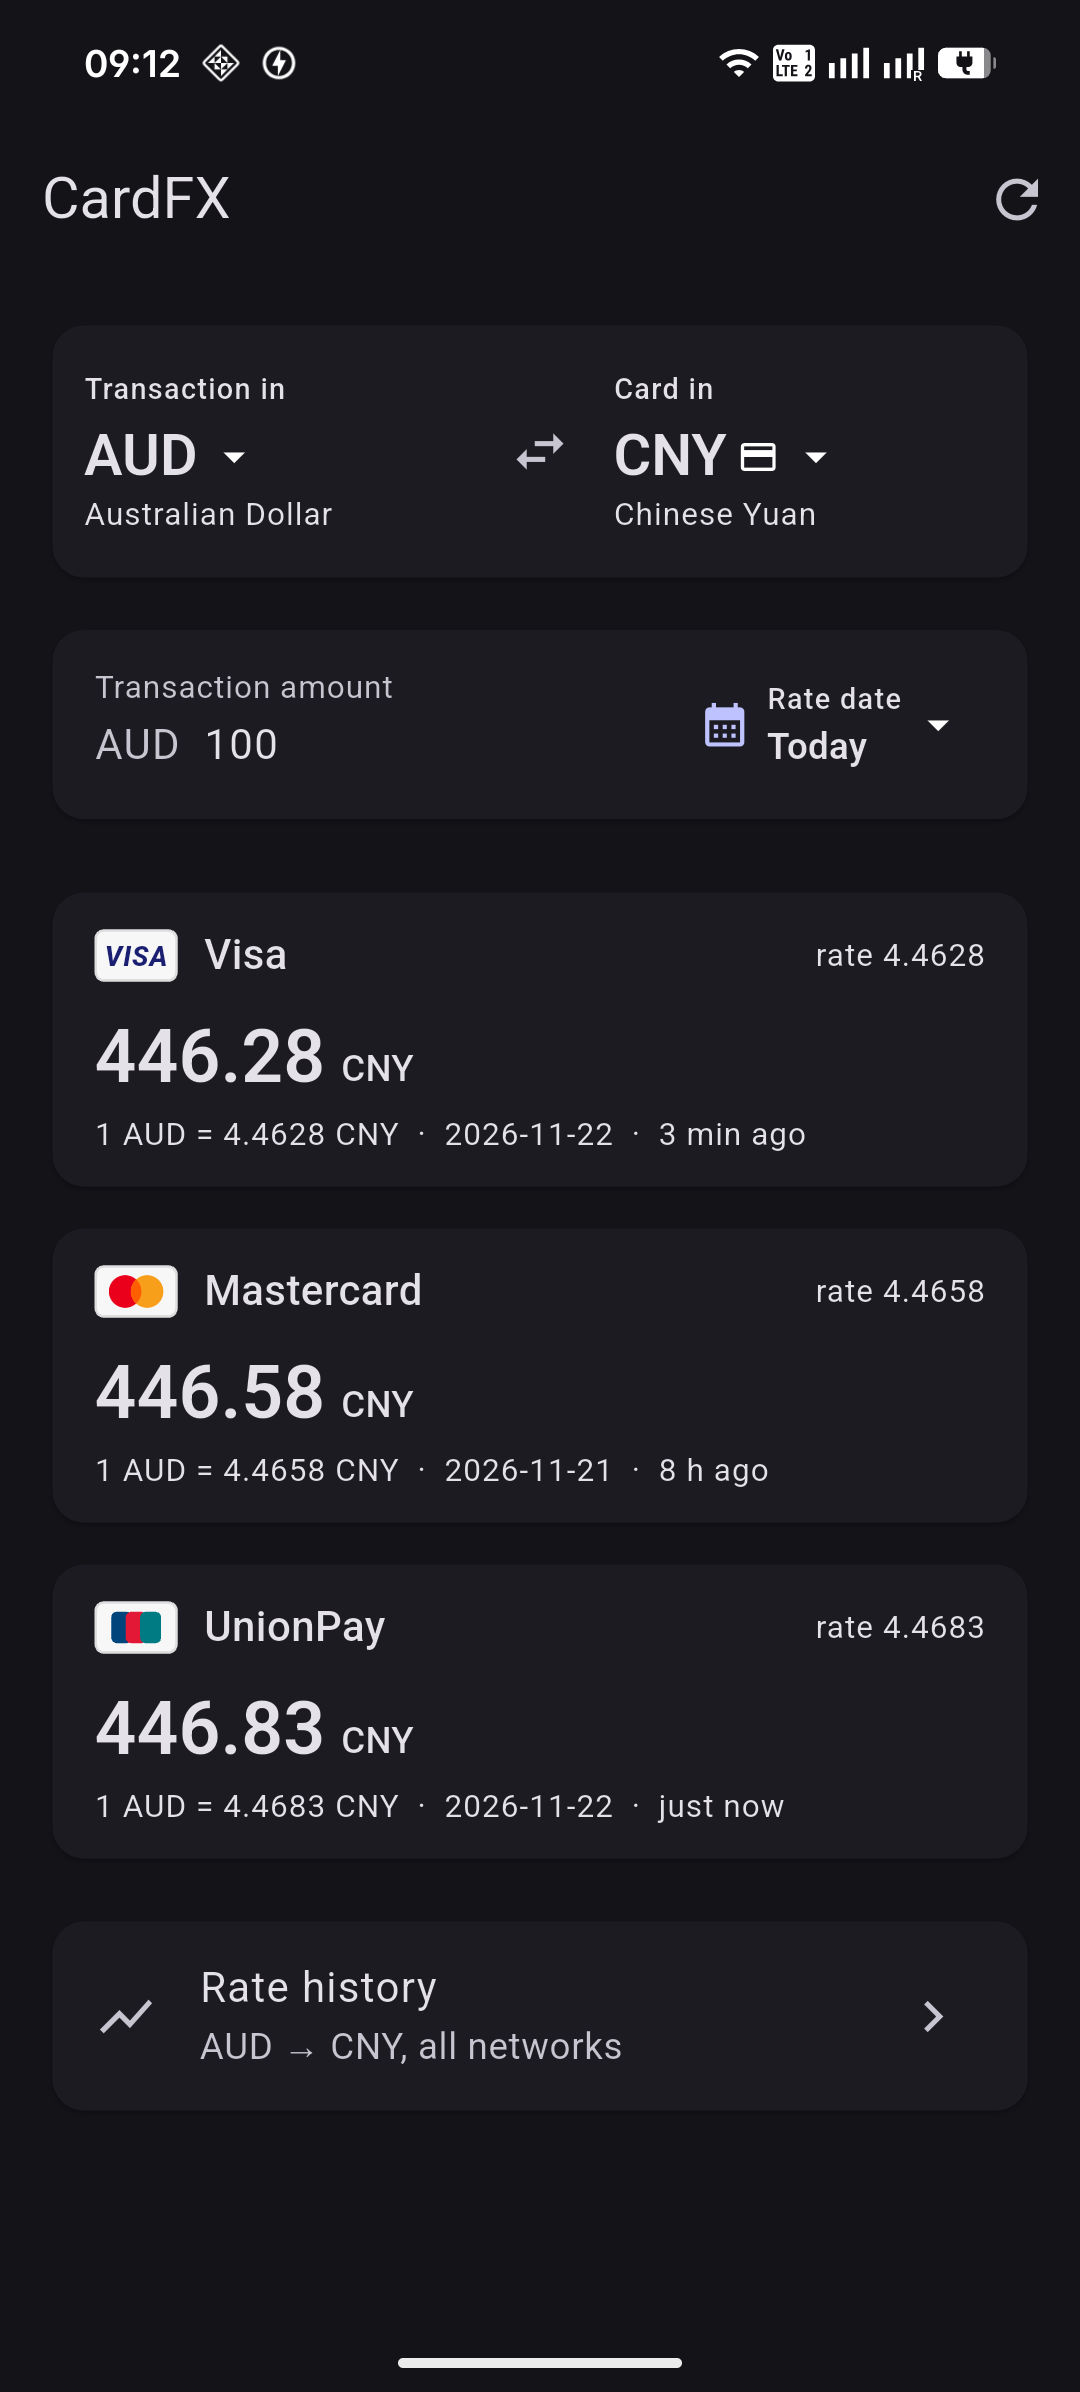 09:12
Vo 1
LTE 2
R
CardFX
Transaction in
AUD
Australian Dollar
Card in
CNY
Chinese Yuan
Transaction amount
AUD 100
Rate date
Today
VISA Visa rate 4.4628
446.28 CNY
1 AUD = 4.4628 CNY · 2026-11-22 · 3 min ago
Mastercard rate 4.4658
446.58 CNY
1 AUD = 4.4658 CNY · 2026-11-21 · 8 h ago
UnionPay rate 4.4683
446.83 CNY
1 AUD = 4.4683 CNY · 2026-11-22 · just now
Rate history
AUD → CNY, all networks